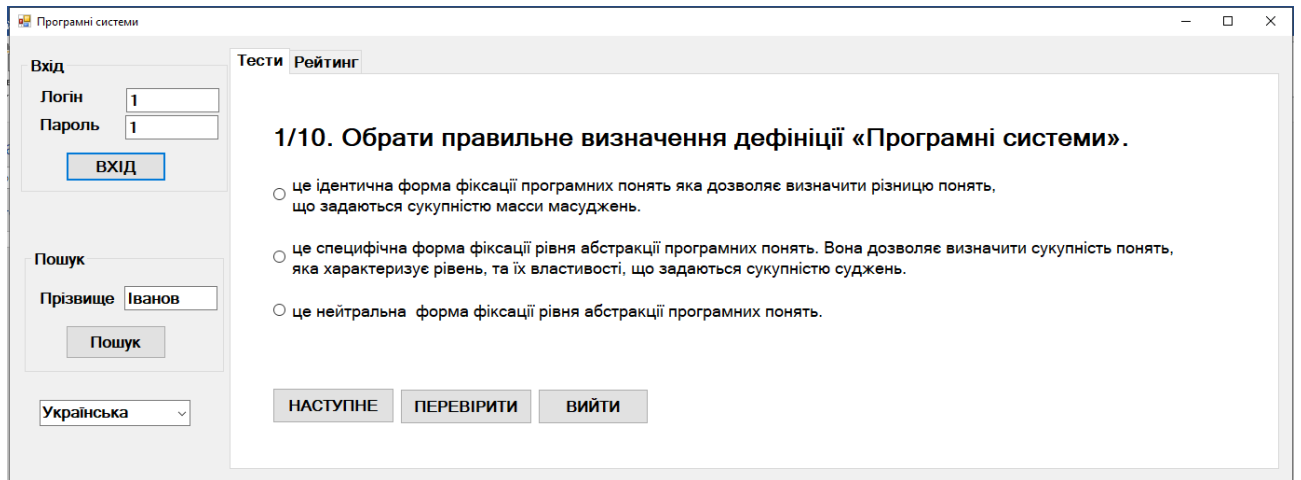 Програмні системи
Вхід
Логін 1
Пароль 1
ВХІД
Пошук
Прізвище Іванов
Пошук
Українська
Тести Рейтинг
1/10. Обрати правильне визначення дефініції «Програмні системи».
це ідентична форма фіксації програмних понять яка дозволяє визначити різницю понять,
що задаються сукупністю масси масуджень.
це специфічна форма фіксації рівня абстракції програмних понять. Вона дозволяє визначити сукупність понять,
яка характеризує рівень, та їх властивості, що задаються сукупністю суджень.
це нейтральна  форма фіксації рівня абстракції програмних понять.
НАСТУПНЕ ПЕРЕВІРИТИ ВИЙТИ